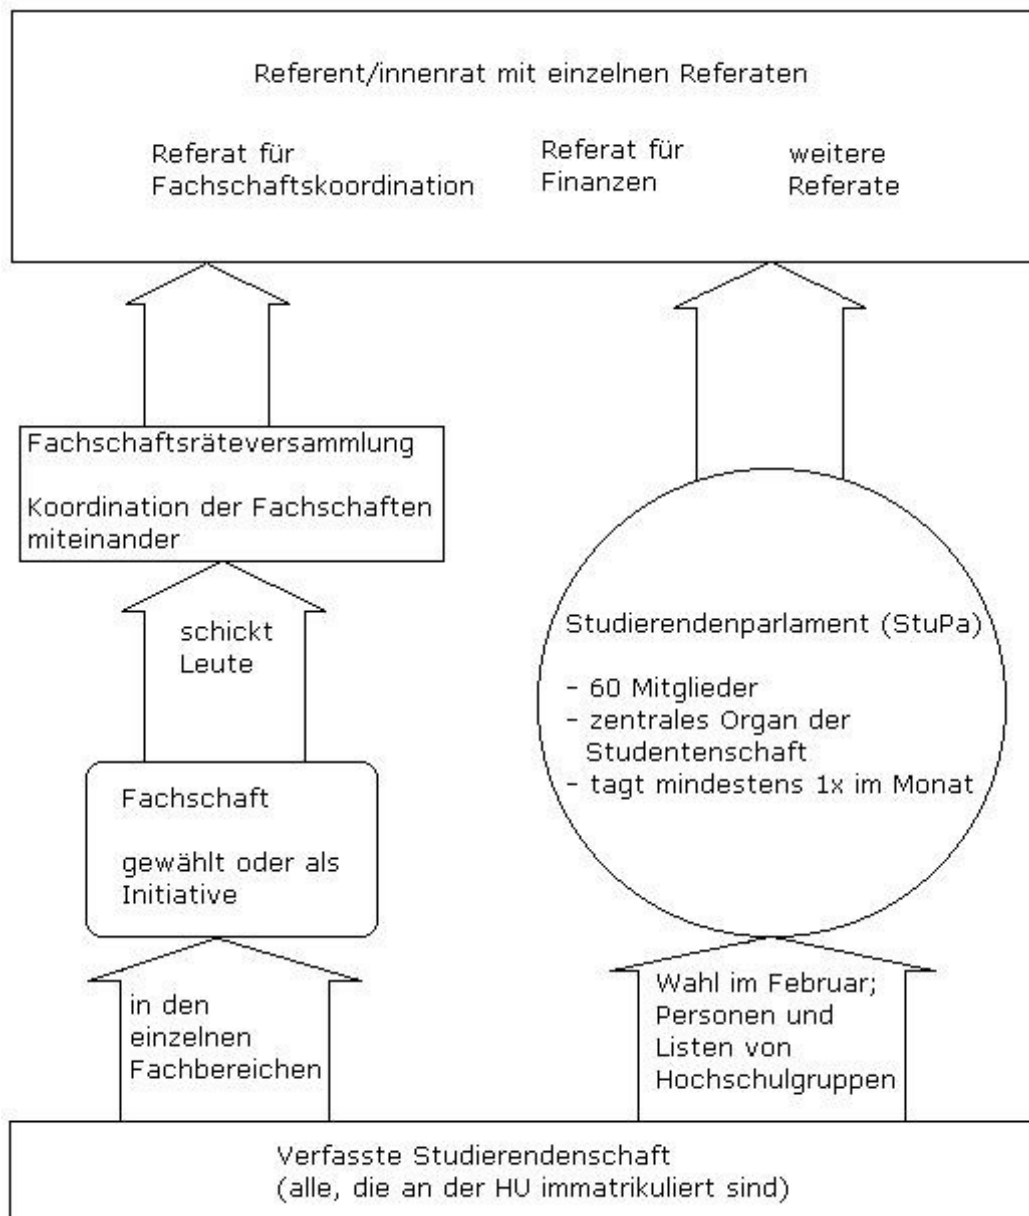 Referent/innenrat mit einzelnen Referaten
Referat für
Fachschaftskoordination
Referat für
Finanzen
weitere
Referate
Fachschaftsräteversammlung
Koordination der Fachschaften
miteinander
schickt
Leute
Fachschaft
gewählt oder als
Initiative
in den
einzelnen
Fachbereichen
Studierendenparlament (StuPa)
- 60 Mitglieder
- zentrales Organ der
Studentenschaft
- tagt mindestens 1x im Monat
Wahl im Februar;
Personen und
Listen von
Hochschulgruppen
Verfasste Studierendenschaft
(alle, die an der HU immatrikuliert sind)